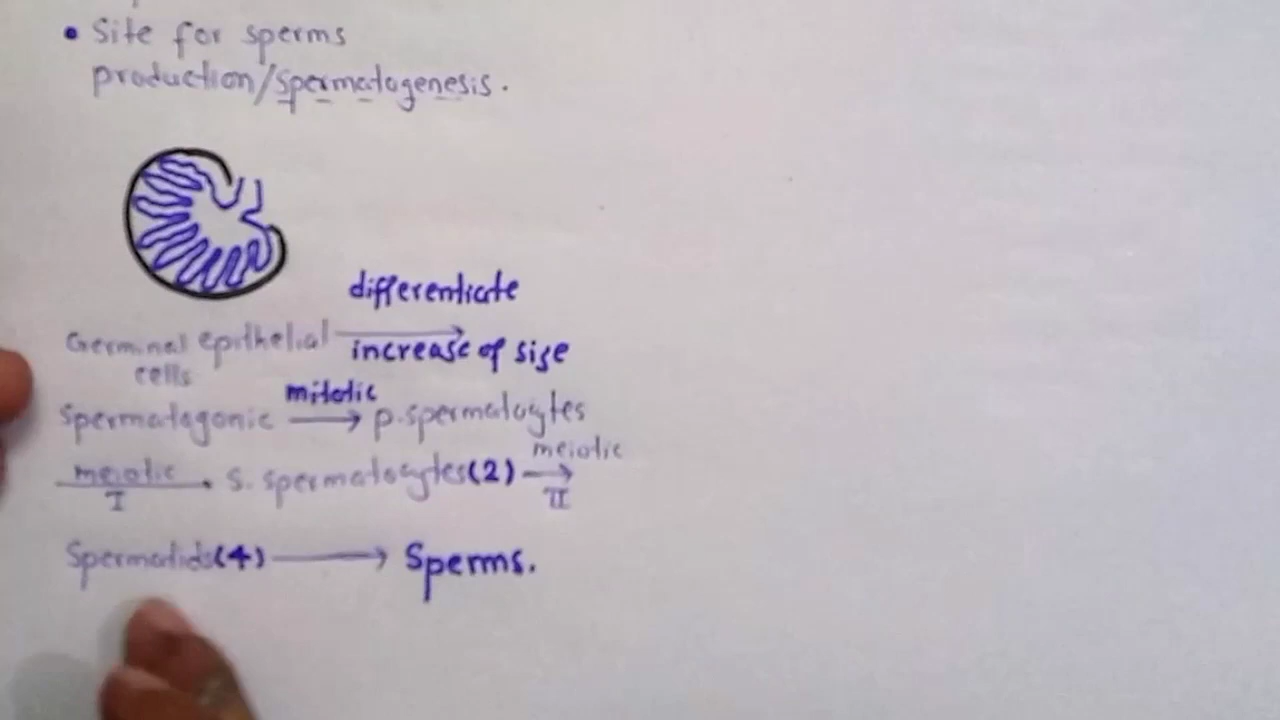 • Site for sperms
production/spermatogenesis.
differentiate
Germinal epithelial
increase of size
cells
mitotic
spermatagonic → p.spermatocytes
meiotic
meiotic s. spermatocytes(2) →
I II
Spermatids(4) → Sperms.